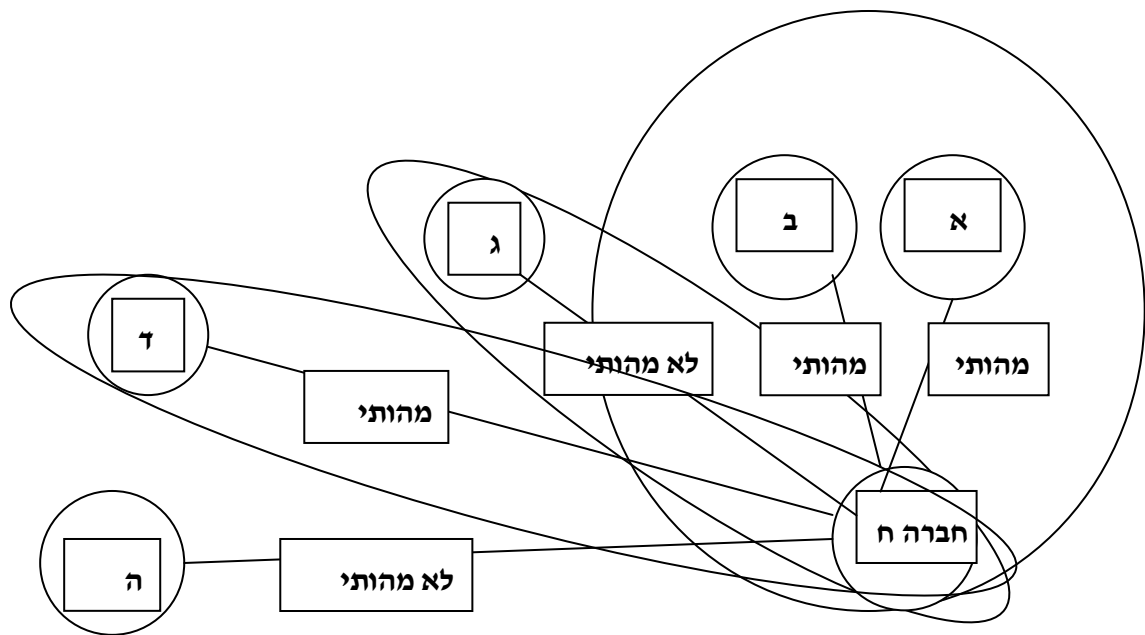 א
ב
ג
מהותי
מהותי
לא מהותי
ד
מהותי
חברה ח
לא מהותי
ה